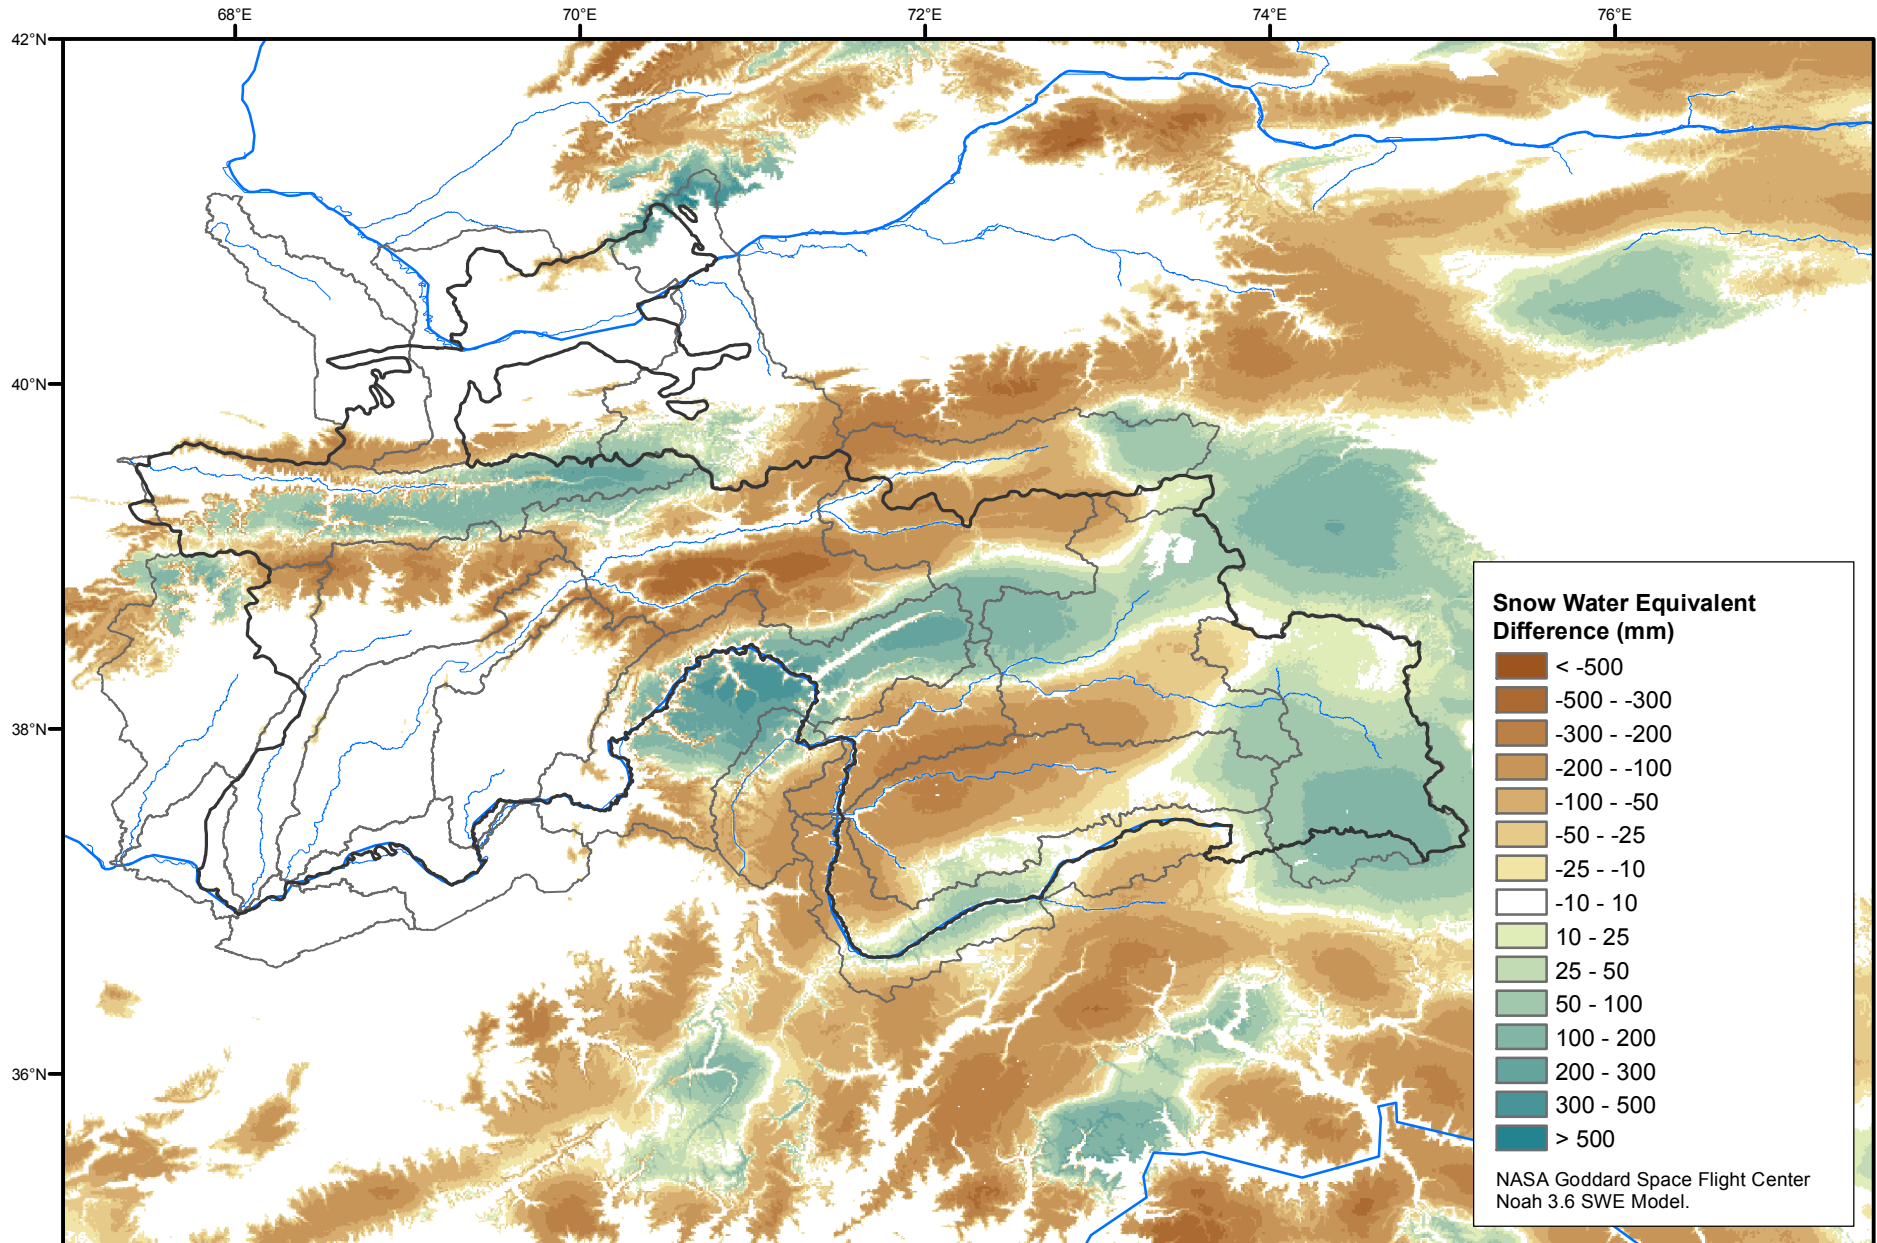 68°E 70°E 72°E 74°E 76°E
42°N
40°N
38°N
36°N
Snow Water Equivalent
Difference (mm)
< -500
-500 - -300
-300 - -200
-200 - -100
-100 - -50
-50 - -25
-25 - -10
-10 - 10
10 - 25
25 - 50
50 - 100
100 - 200
200 - 300
300 - 500
> 500
NASA Goddard Space Flight Center
Noah 3.6 SWE Model.